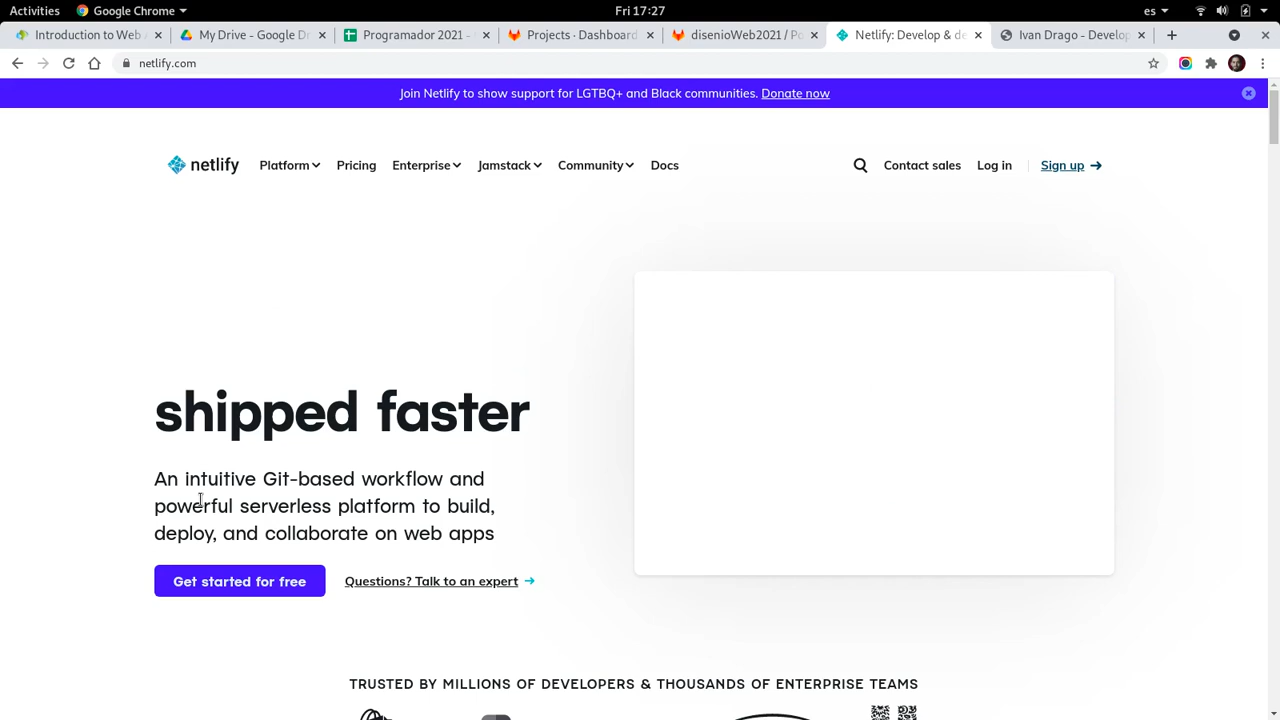 Activities Google Chrome Fri 17:27 es
Introduction to Web A My Drive - Google Dr Programador 2021 - Projects · Dashboard disenioWeb2021 / Po Netlify: Develop & de Ivan Drago - Develop
netlify.com
Join Netlify to show support for LGTBQ+ and Black communities. Donate now
netlify Platform Pricing Enterprise Jamstack Community Docs Contact sales Log in Sign up
shipped faster
An intuitive Git-based workflow and
powerful serverless platform to build,
deploy, and collaborate on web apps
Get started for free Questions? Talk to an expert
TRUSTED BY MILLIONS OF DEVELOPERS & THOUSANDS OF ENTERPRISE TEAMS